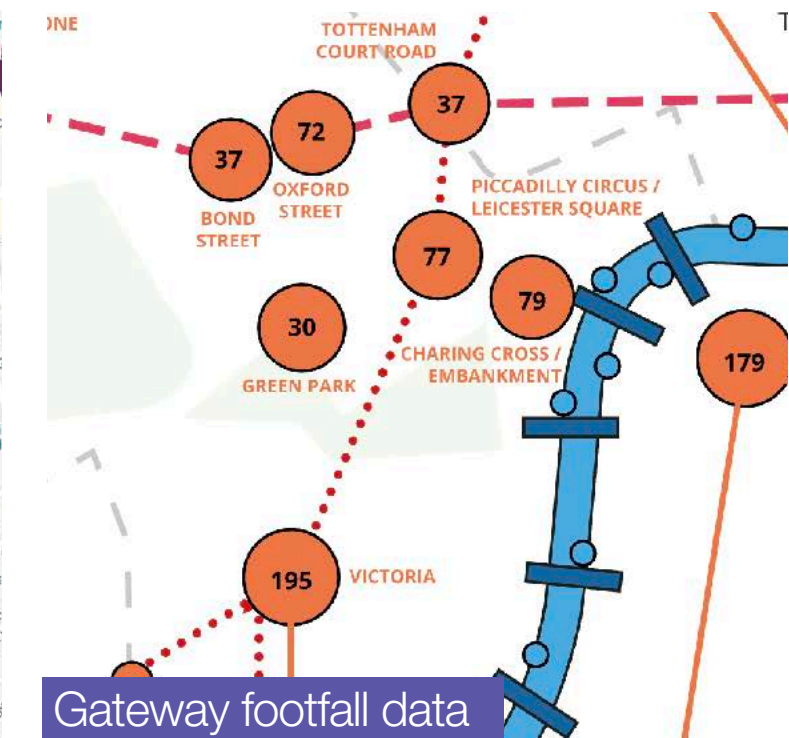 ONE
TOTTENHAM
COURT ROAD
37
72
37
OXFORD
STREET
BOND
STREET
PICCADILLY CIRCUS /
LEICESTER SQUARE
77
79
30
GREEN PARK
CHARING CROSS /
EMBANKMENT
179
195
VICTORIA
Gateway footfall data